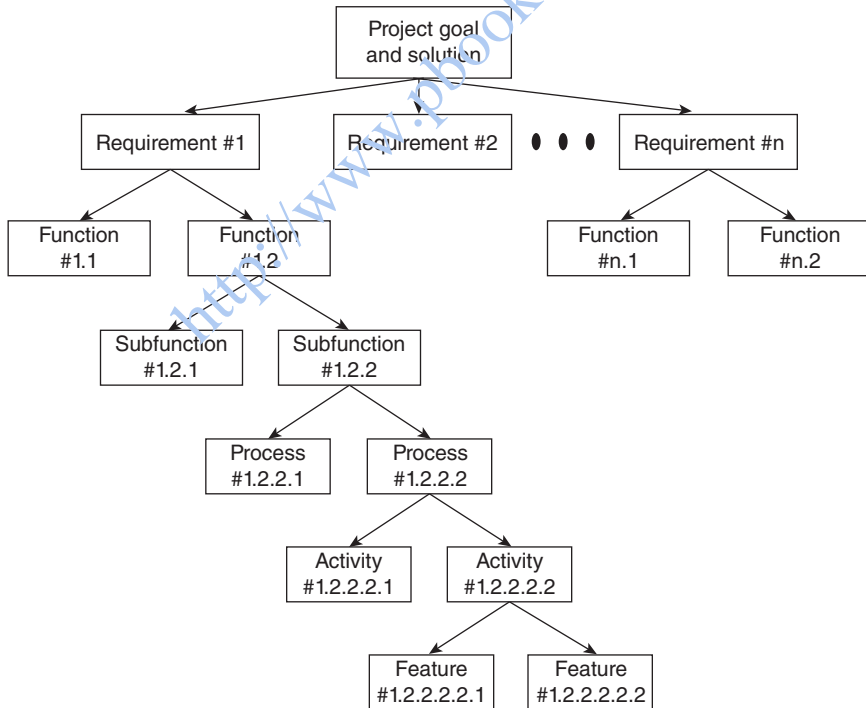 Project goal
and solution
Requirement #1
Requirement #2
Requirement #n
Function
#1.1
Function
#1.2
Function
#n.1
Function
#n.2
Subfunction
#1.2.1
Subfunction
#1.2.2
Process
#1.2.2.1
Process
#1.2.2.2
Activity
#1.2.2.2.1
Activity
#1.2.2.2.2
Feature
#1.2.2.2.2.1
Feature
#1.2.2.2.2.2
http://www.pbook